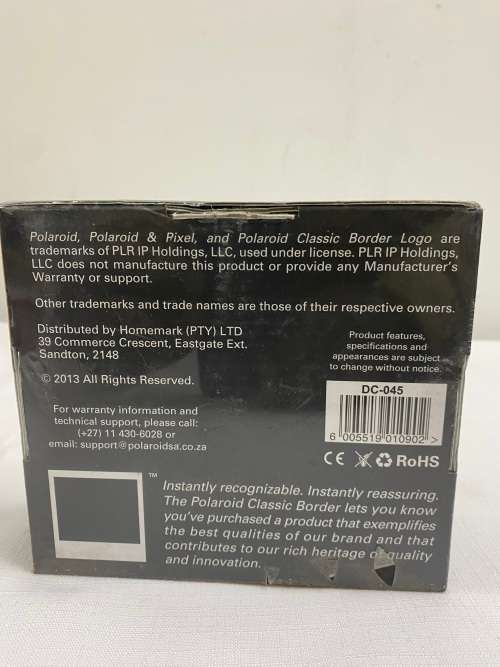 Polaroid, Polaroid & Pixel, and Polaroid Classic Border Logo are
trademarks of PLR IP Holdings, LLC, used under license. PLR IP Holdings,
LLC does not manufacture this product or provide any Manufacturer's
Warranty or support.
Other trademarks and trade names are those of their respective owners.
Distributed by Homemark (PTY) LTD
39 Commerce Crescent, Eastgate Ext.
Sandton, 2148
© 2013 All Rights Reserved.
For warranty information and
technical support, please call:
(+27) 11 430-6028 or
email: support@polaroidsa.co.za
Product features,
specifications and
appearances are subject
to change without notice.
DC-045
6 005519 010902 >
CE RoHS
TM
Instantly recognizable. Instantly reassuring.
The Polaroid Classic Border lets you know
you've purchased a product that exemplifies
the best qualities of our brand and that
contributes to our rich heritage of quality
and innovation.